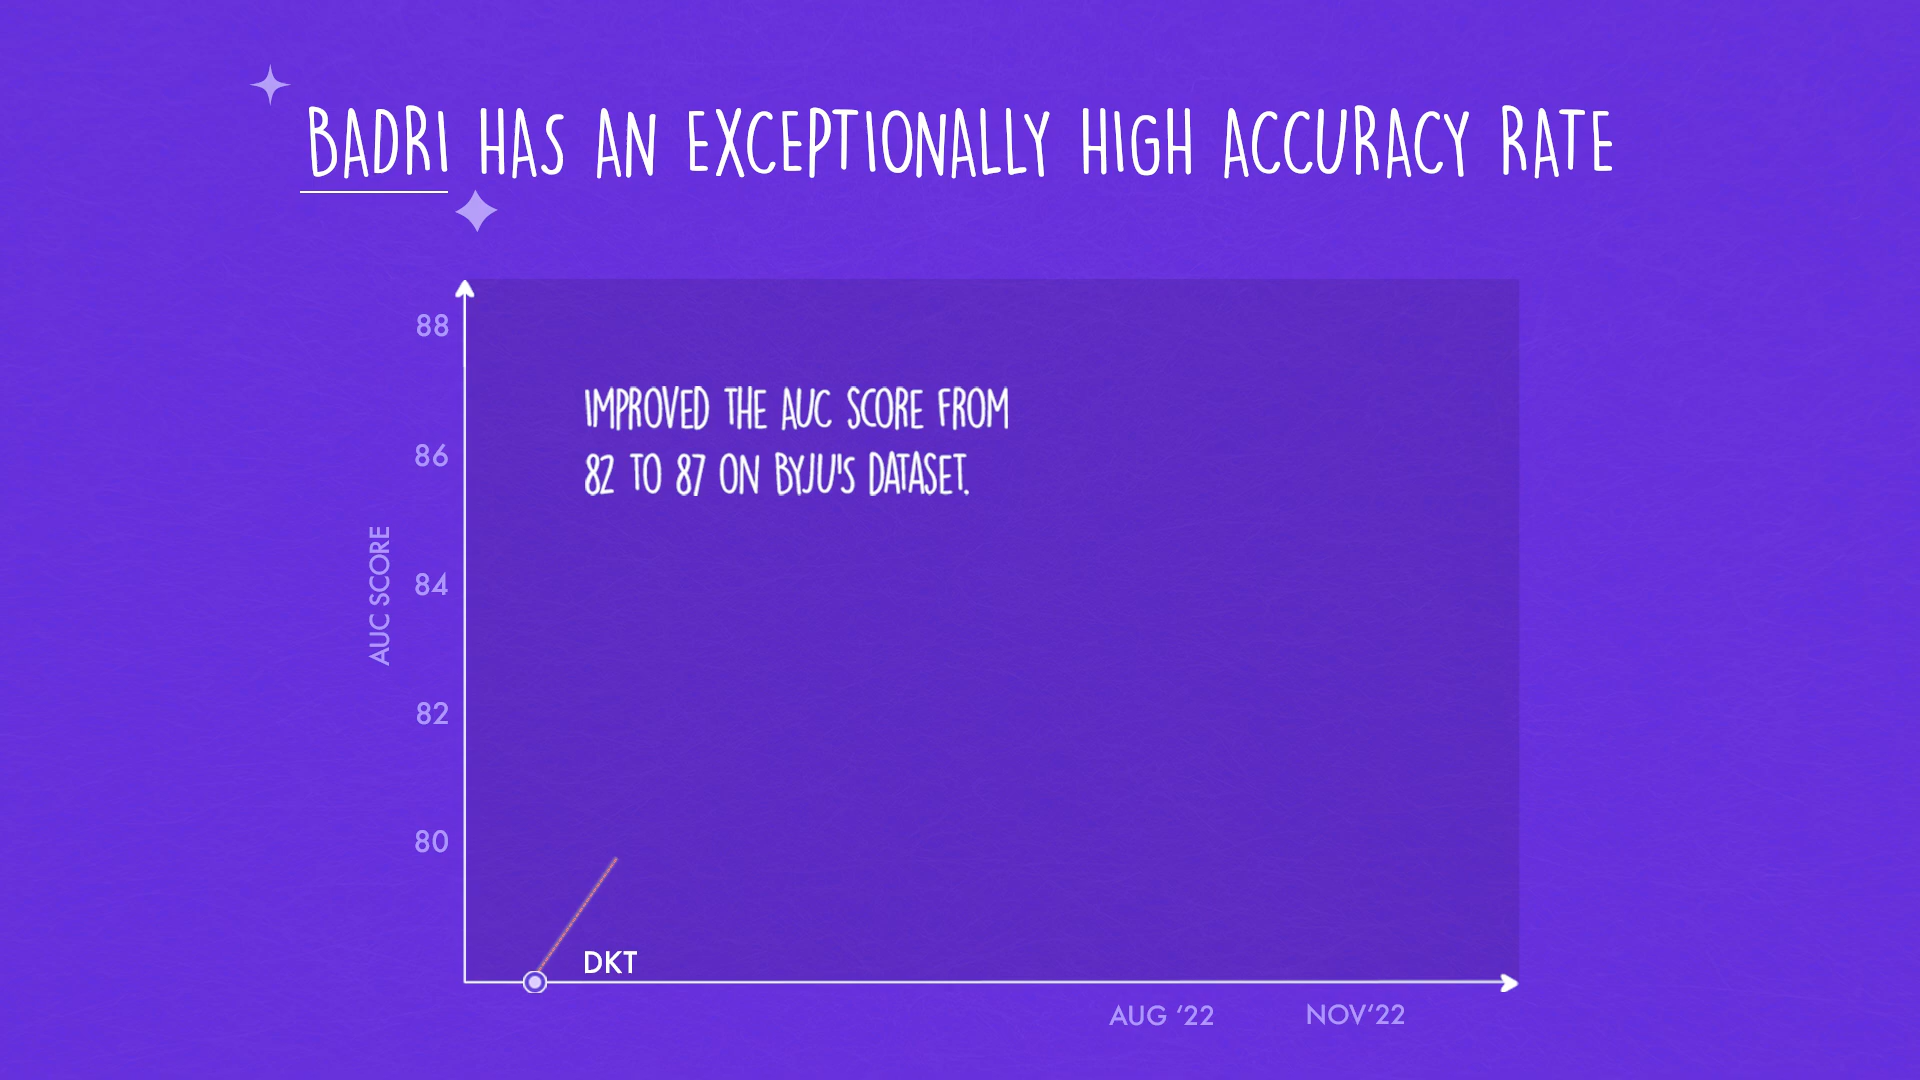 BADRI HAS AN EXCEPTIONALLY HIGH ACCURACY RATE
88
IMPROVED THE AUC SCORE FROM
82 TO 87 ON BYJU'S DATASET.
86
AUC SCORE
84
82
80
DKT
AUG ‘22
NOV‘22